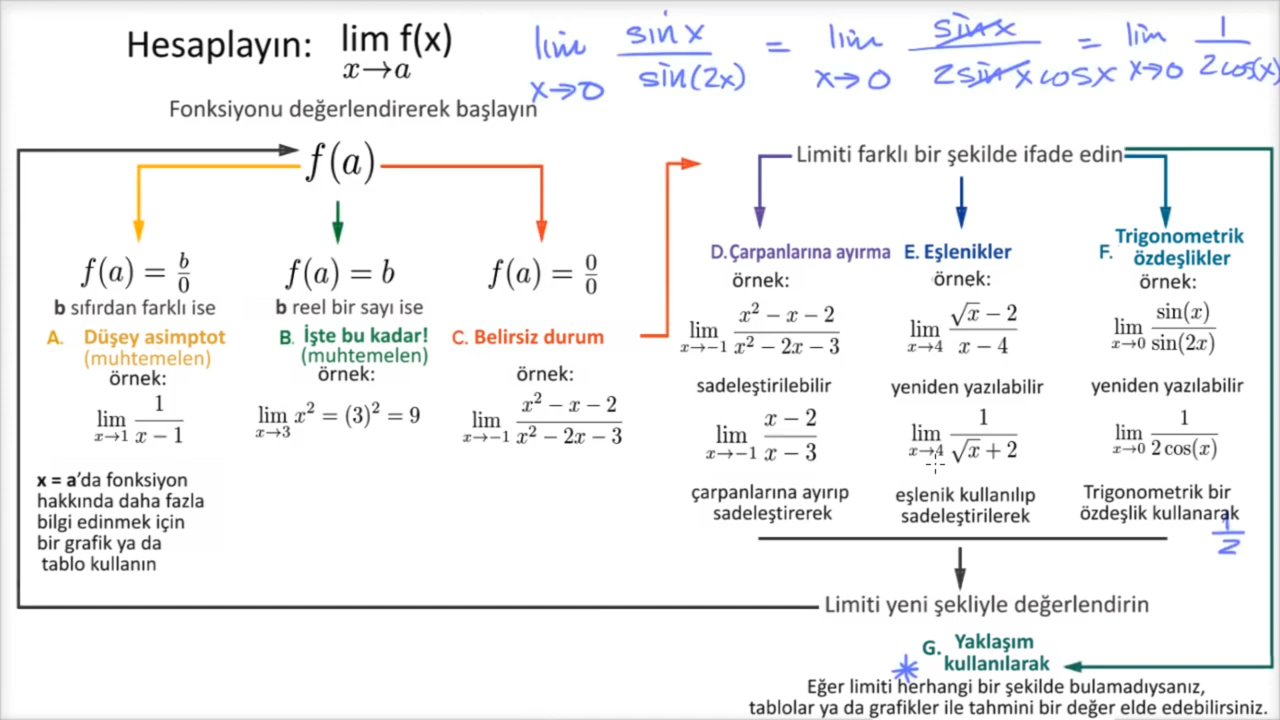 Hesaplayın: lim f(x)
x→a
lim sin x / sin(2x) = lim sin x / 2 sin x cos x = lim 1 / 2cos(x)
x→0 x→0 x→0
Fonksiyonu değerlendirerek başlayın
f(a)
f(a) = b/0
b sıfırdan farklı ise
A. Düşey asimptot
(muhtemelen)
örnek:
lim x→1 1/(x − 1)
x = a'da fonksiyon
hakkında daha fazla
bilgi edinmek için
bir grafik ya da
tablo kullanın
f(a) = b
b reel bir sayı ise
B. İşte bu kadar!
(muhtemelen)
örnek:
lim x→3 x² = (3)² = 9
f(a) = 0/0
C. Belirsiz durum
örnek:
lim x→−1 (x² − x − 2)/(x² − 2x − 3)
Limiti farklı bir şekilde ifade edin
D. Çarpanlarına ayırma
örnek:
lim x→−1 (x² − x − 2)/(x² − 2x − 3)
sadeleştirilebilir
lim x→−1 (x − 2)/(x − 3)
çarpanlarına ayırıp
sadeleştirerek
E. Eşlenikler
örnek:
lim x→4 (√x − 2)/(x − 4)
yeniden yazılabilir
lim x→4 1/(√x + 2)
eşlenik kullanılıp
sadeleştirilerek
F. Trigonometrik
özdeşlikler
örnek:
lim x→0 sin(x)/sin(2x)
yeniden yazılabilir
lim x→0 1/(2 cos(x))
Trigonometrik bir
özdeşlik kullanarak
1/2
Limiti yeni şekliyle değerlendirin
G. Yaklaşım
kullanılarak
* Eğer limiti herhangi bir şekilde bulamadıysanız,
tablolar ya da grafikler ile tahmini bir değer elde edebilirsiniz.